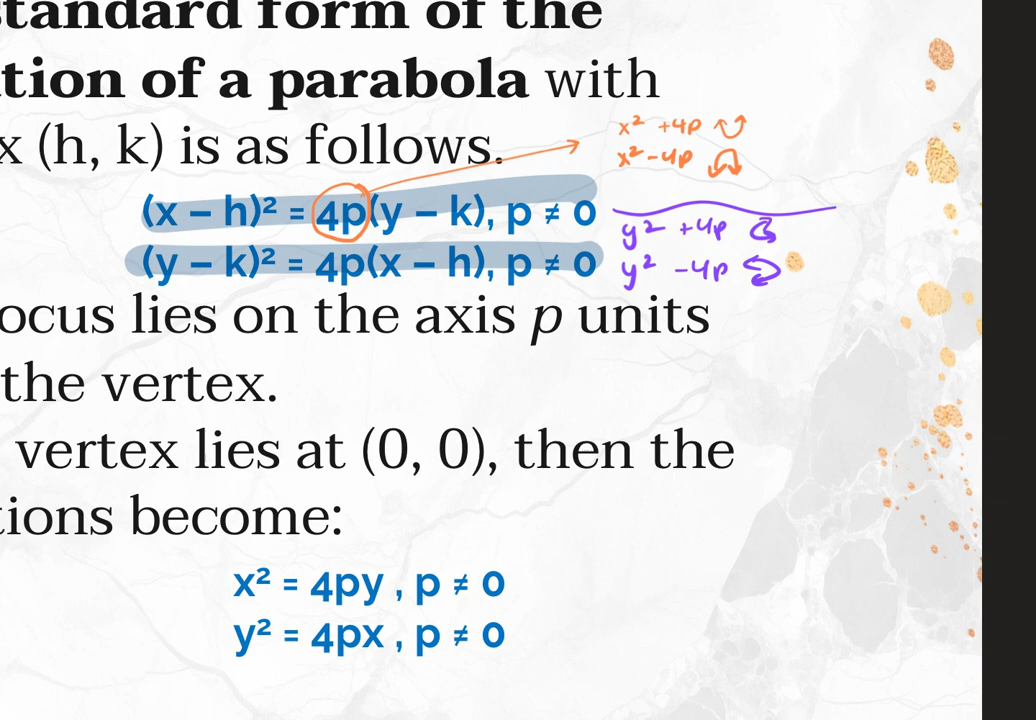 standard form of the
tion of a parabola with
x (h, k) is as follows.
x² +4p
x² -4p
(x – h)² = 4p(y – k), p ≠ 0
y² +4p
(y – k)² = 4p(x – h), p ≠ 0
y² -4p
ocus lies on the axis p units
the vertex.
vertex lies at (0, 0), then the
tions become:
x² = 4py , p ≠ 0
y² = 4px , p ≠ 0